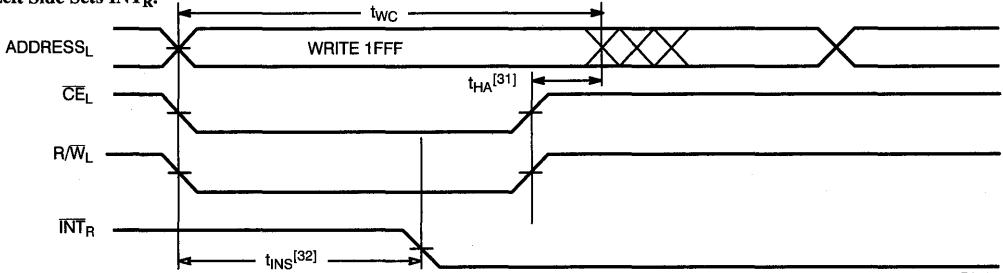 Left Side Sets INTR:
tWC
ADDRESSL
WRITE 1FFF
tHA[31]
CEL
R/WL
INTR
tINS[32]